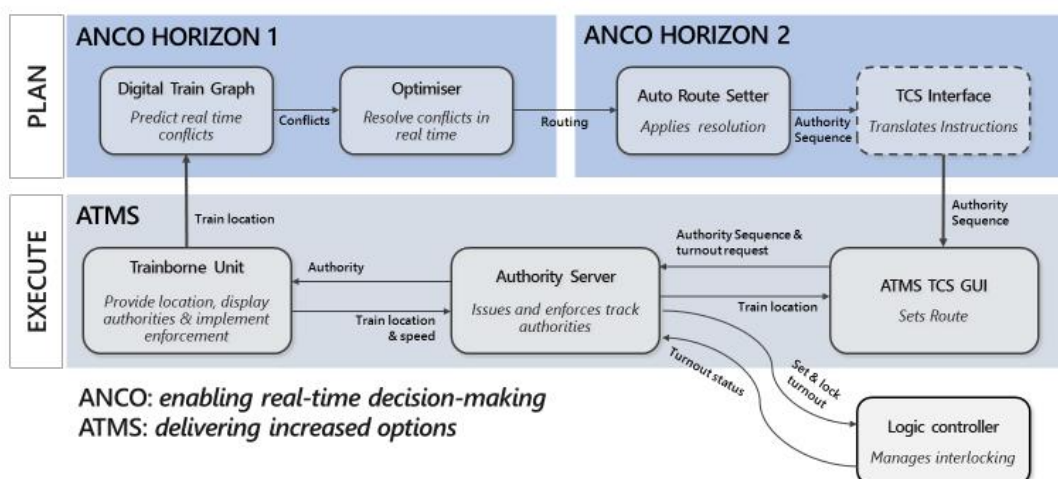 PLAN
ANCO HORIZON 1
Digital Train Graph
Predict real time
conflicts
Conflicts
Optimiser
Resolve conflicts in
real time
Routing
ANCO HORIZON 2
Auto Route Setter
Applies resolution
Authority
Sequence
TCS Interface
Translates Instructions
Train location
Authority
Sequence
EXECUTE
ATMS
Trainborne Unit
Provide location, display
authorities & implement
enforcement
Authority
Train location
& speed
Authority Server
Issues and enforces track
authorities
Authority Sequence &
turnout request
Train location
ATMS TCS GUI
Sets Route
Turnout status
Set & lock
turnout
Logic controller
Manages interlocking
ANCO: enabling real-time decision-making
ATMS: delivering increased options